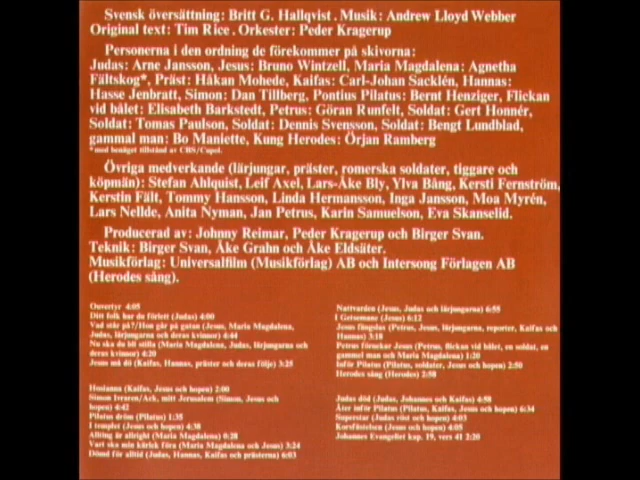 Svensk översättning: Britt G. Hallqvist. Musik: Andrew Lloyd Webber
Original text: Tim Rice. Orkester: Peder Kragerup
Personerna i den ordning de förekommer på skivorna:
Judas: Arne Jansson, Jesus: Bruno Wintzell, Maria Magdalena: Agnetha
Fältskog*, Präst: Håkan Mohede, Kaifas: Carl-Johan Sacklén, Hannas:
Hasse Jenbratt, Simon: Dan Tillberg, Pontius Pilatus: Bernt Henziger, Flickan
vid bålet: Elisabeth Barkstedt, Petrus: Göran Runfelt, Soldat: Gert Honnér,
Soldat: Tomas Paulson, Soldat: Dennis Svensson, Soldat: Bengt Lundblad,
gammal man: Bo Maniette, Kung Herodes: Örjan Ramberg
*med benäget tillstånd av CBS/Cupol.
Övriga medverkande (lärjungar, präster, romerska soldater, tiggare och
köpmän): Stefan Ahlquist, Leif Axel, Lars-Åke Bly, Ylva Bång, Kersti Fernström,
Kerstin Fält, Tommy Hansson, Linda Hermansson, Inga Jansson, Moa Myrén,
Lars Nellde, Anita Nyman, Jan Petrus, Karin Samuelson, Eva Skanselid.
Producerad av: Johnny Reimar, Peder Kragerup och Birger Svan.
Teknik: Birger Svan, Åke Grahn och Åke Eldsäter.
Musikförlag: Universalfilm (Musikförlag) AB och Intersong Förlagen AB
(Herodes sång).
Ouvertyr 4:05
Ditt folk har du förlett (Judas) 4:00
Vad står på?/Hon går på gatan (Jesus, Maria Magdalena,
Judas, lärjungarna och deras kvinnor) 4:44
Nu ska du bli stilla (Maria Magdalena, Judas, lärjungarna och
deras kvinnor) 4:20
Jesus må dö (Kaifas, Hannas, präster och deras följe) 3:25
Hosianna (Kaifas, Jesus och hopen) 2:00
Simon Ivraren/Ack, mitt Jerusalem (Simon, Jesus och
hopen) 4:42
Pilatus dröm (Pilatus) 1:35
I templet (Jesus och hopen) 4:38
Allting är allright (Maria Magdalena) 0:28
Vart ska min kärlek föra (Maria Magdalena och Jesus) 3:24
Dömd för alltid (Judas, Hannas, Kaifas och prästerna) 6:03
Nattvarden (Jesus, Judas och lärjungarna) 6:55
I Getsemane (Jesus) 6:12
Jesus fängslas (Petrus, Jesus, lärjungarna, reporter, Kaifas och
Hannas) 3:18
Petrus förnekar Jesus (Petrus, flickan vid bålet, en soldat, en
gammal man och Maria Magdalena) 1:20
Inför Pilatus (Pilatus, soldater, Jesus och hopen) 2:50
Herodes sång (Herodes) 2:58
Judas död (Judas, Johannes och Kaifas) 4:58
Åter inför Pilatus (Pilatus, Kaifas, Jesus och hopen) 6:34
Superstar (Judas röst och hopen) 4:03
Korsfästelsen (Jesus och hopen) 4:05
Johannes Evangeliet kap. 19, vers 41 2:20